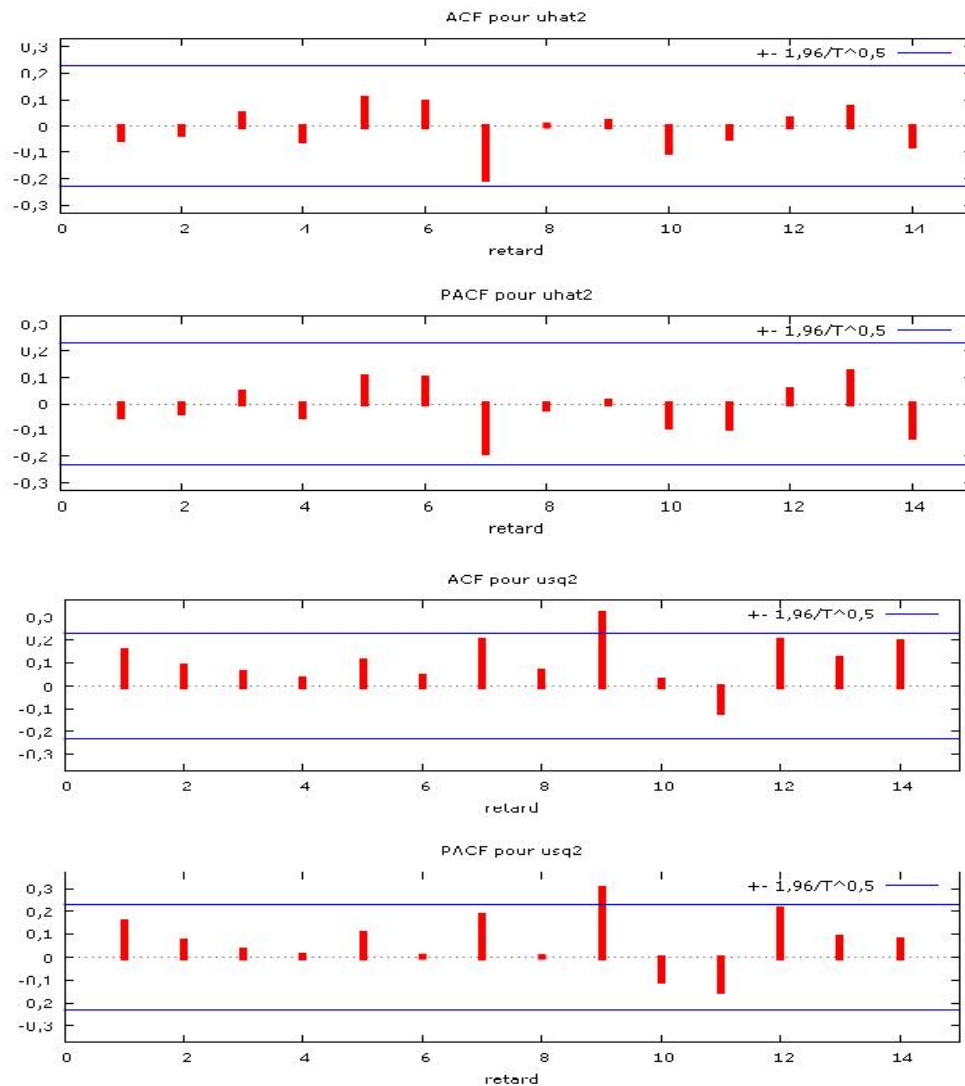 ACF pour uhat2
+- 1,96/T^0,5
0,3
0,2
0,1
0
-0,1
-0,2
-0,3
0 2 4 6 8 10 12 14
retard
PACF pour uhat2
+- 1,96/T^0,5
0,3
0,2
0,1
0
-0,1
-0,2
-0,3
0 2 4 6 8 10 12 14
retard
ACF pour usq2
+- 1,96/T^0,5
0,3
0,2
0,1
0
-0,1
-0,2
-0,3
0 2 4 6 8 10 12 14
retard
PACF pour usq2
+- 1,96/T^0,5
0,3
0,2
0,1
0
-0,1
-0,2
-0,3
0 2 4 6 8 10 12 14
retard